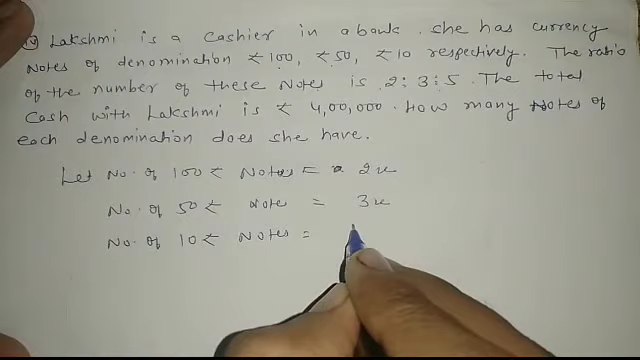 (iv) Lakshmi is a cashier in a bank. she has currency
Notes of denomination ₹100, ₹50, ₹10 respectively. The ratio
of the number of these Notes is 2:3:5. The total
Cash with Lakshmi is ₹ 4,00,000. How many Notes of
each denomination does she have.
Let No. of 100 ₹ Notes = 2x
No. of 50 ₹ Note = 3x
No. of 10 ₹ Notes =